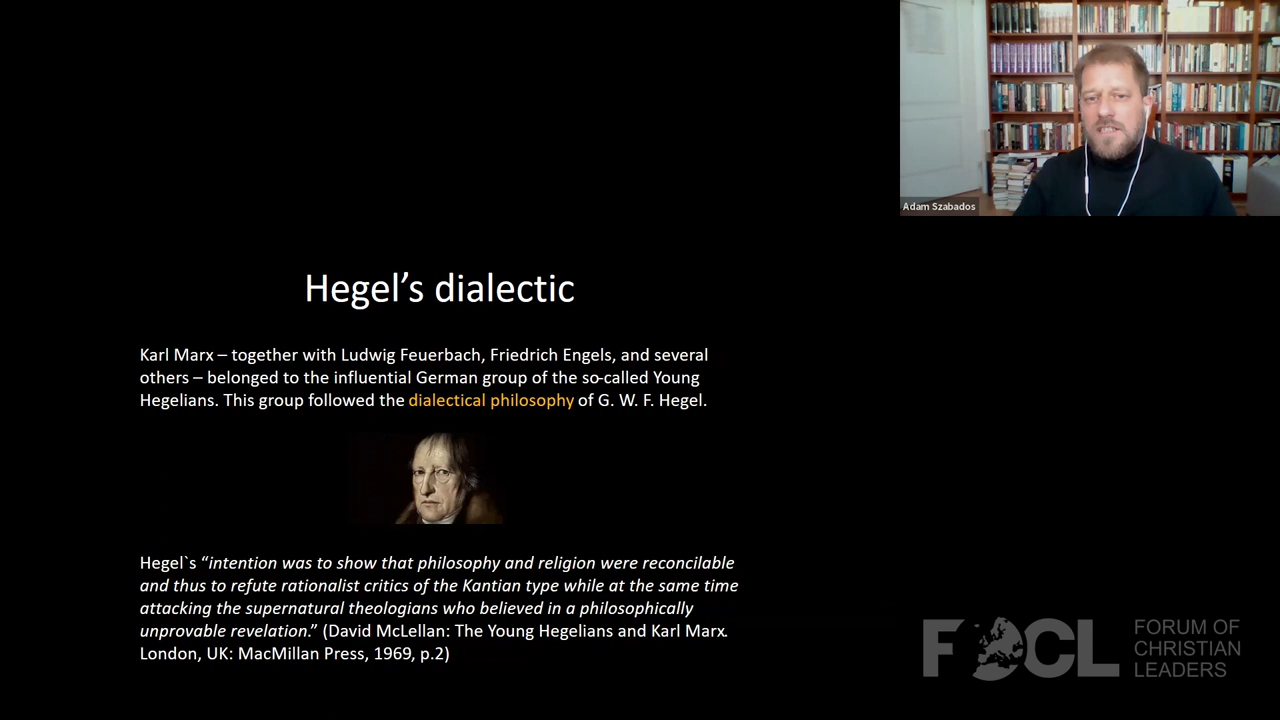 Adam Szabados
Hegel’s dialectic
Karl Marx – together with Ludwig Feuerbach, Friedrich Engels, and several
others – belonged to the influential German group of the so-called Young
Hegelians. This group followed the dialectical philosophy of G. W. F. Hegel.
Hegel`s “intention was to show that philosophy and religion were reconcilable
and thus to refute rationalist critics of the Kantian type while at the same time
attacking the supernatural theologians who believed in a philosophically
unprovable revelation.” (David McLellan: The Young Hegelians and Karl Marx.
London, UK: MacMillan Press, 1969, p.2)
FOCL
FORUM OF
CHRISTIAN
LEADERS